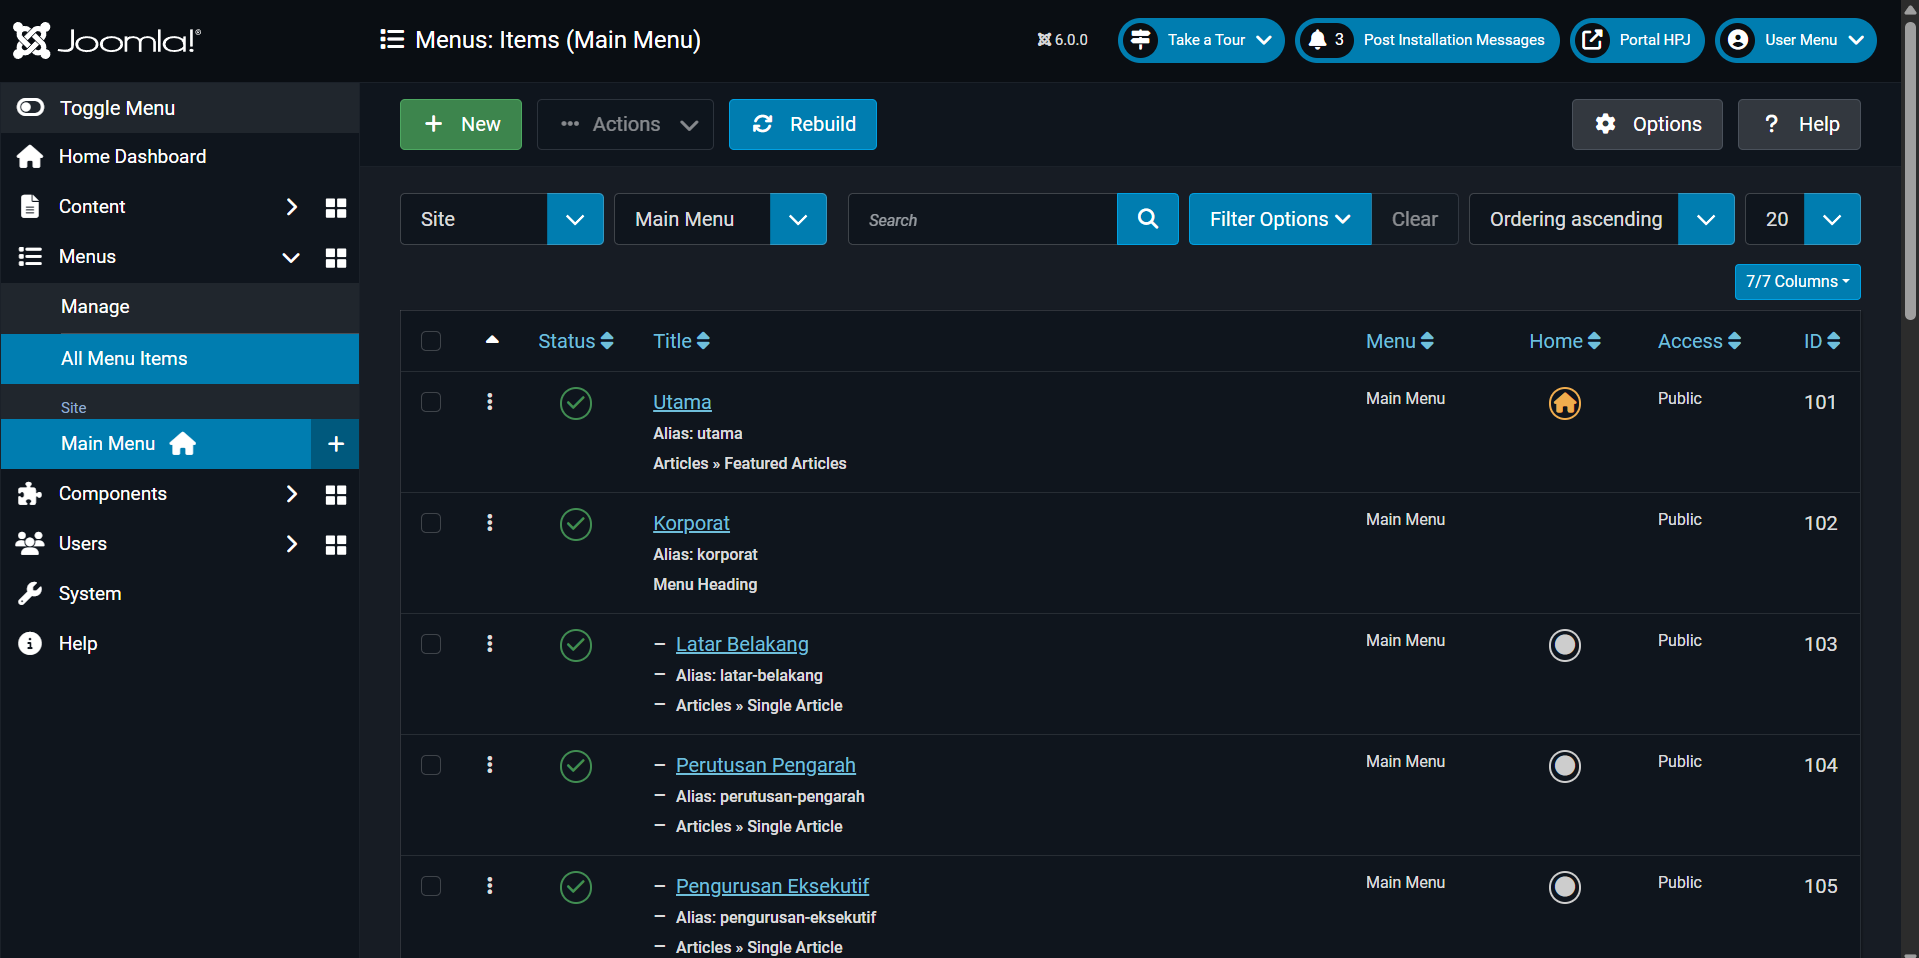 Joomla!®
Menus: Items (Main Menu)
6.0.0
Take a Tour
3 Post Installation Messages
Portal HPJ
User Menu
Toggle Menu
Home Dashboard
Content
Menus
Manage
All Menu Items
Site
Main Menu
+
Components
Users
System
Help
+ New
... Actions
Rebuild
Options
? Help
Site
Main Menu
Search
Filter Options
Clear
Ordering ascending
20
7/7 Columns
Status Title Menu Home Access ID
Utama Main Menu Public 101
Alias: utama
Articles » Featured Articles
Korporat Main Menu Public 102
Alias: korporat
Menu Heading
– Latar Belakang Main Menu Public 103
– Alias: latar-belakang
– Articles » Single Article
– Perutusan Pengarah Main Menu Public 104
– Alias: perutusan-pengarah
– Articles » Single Article
– Pengurusan Eksekutif Main Menu Public 105
– Alias: pengurusan-eksekutif
– Articles » Single Article